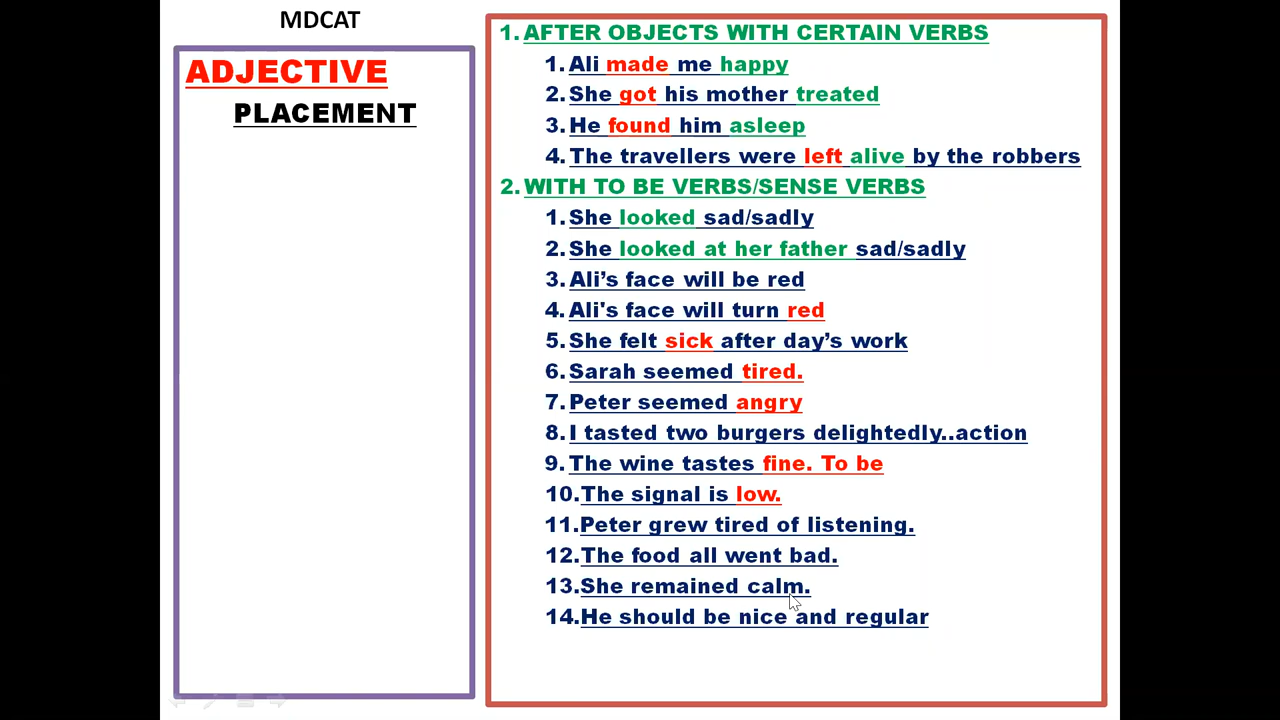 MDCAT
ADJECTIVE
PLACEMENT
1. AFTER OBJECTS WITH CERTAIN VERBS
1. Ali made me happy
2. She got his mother treated
3. He found him asleep
4. The travellers were left alive by the robbers
2. WITH TO BE VERBS/SENSE VERBS
1. She looked sad/sadly
2. She looked at her father sad/sadly
3. Ali’s face will be red
4. Ali's face will turn red
5. She felt sick after day’s work
6. Sarah seemed tired.
7. Peter seemed angry
8. I tasted two burgers delightedly..action
9. The wine tastes fine. To be
10. The signal is low.
11. Peter grew tired of listening.
12. The food all went bad.
13. She remained calm.
14. He should be nice and regular